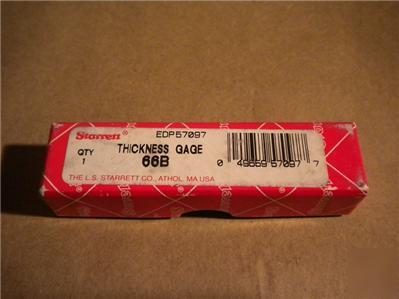 Starrett® EDP57097
QTY THICKNESS GAGE
1 66B
0 49659 57097 7
THE L.S. STARRETT CO., ATHOL, MA USA